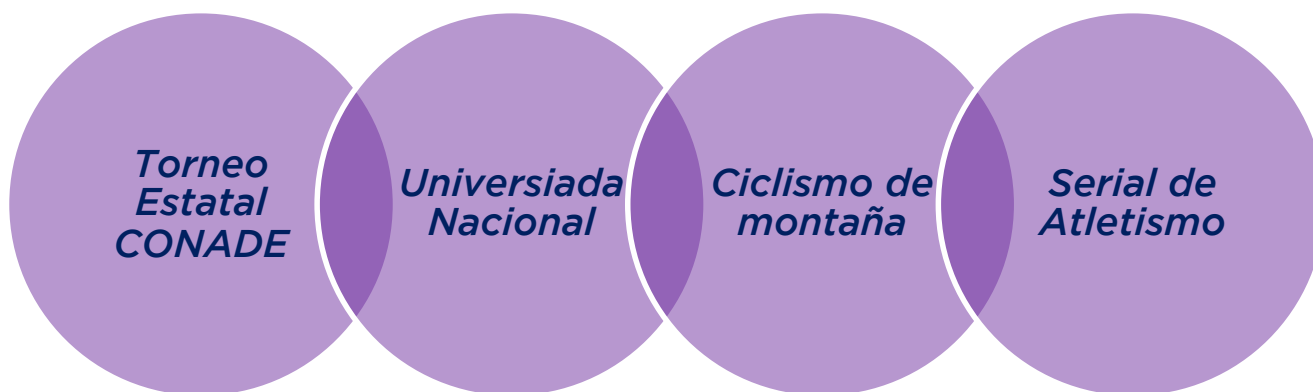 Torneo
Estatal
CONADE
Universiada
Nacional
Ciclismo de
montaña
Serial de
Atletismo